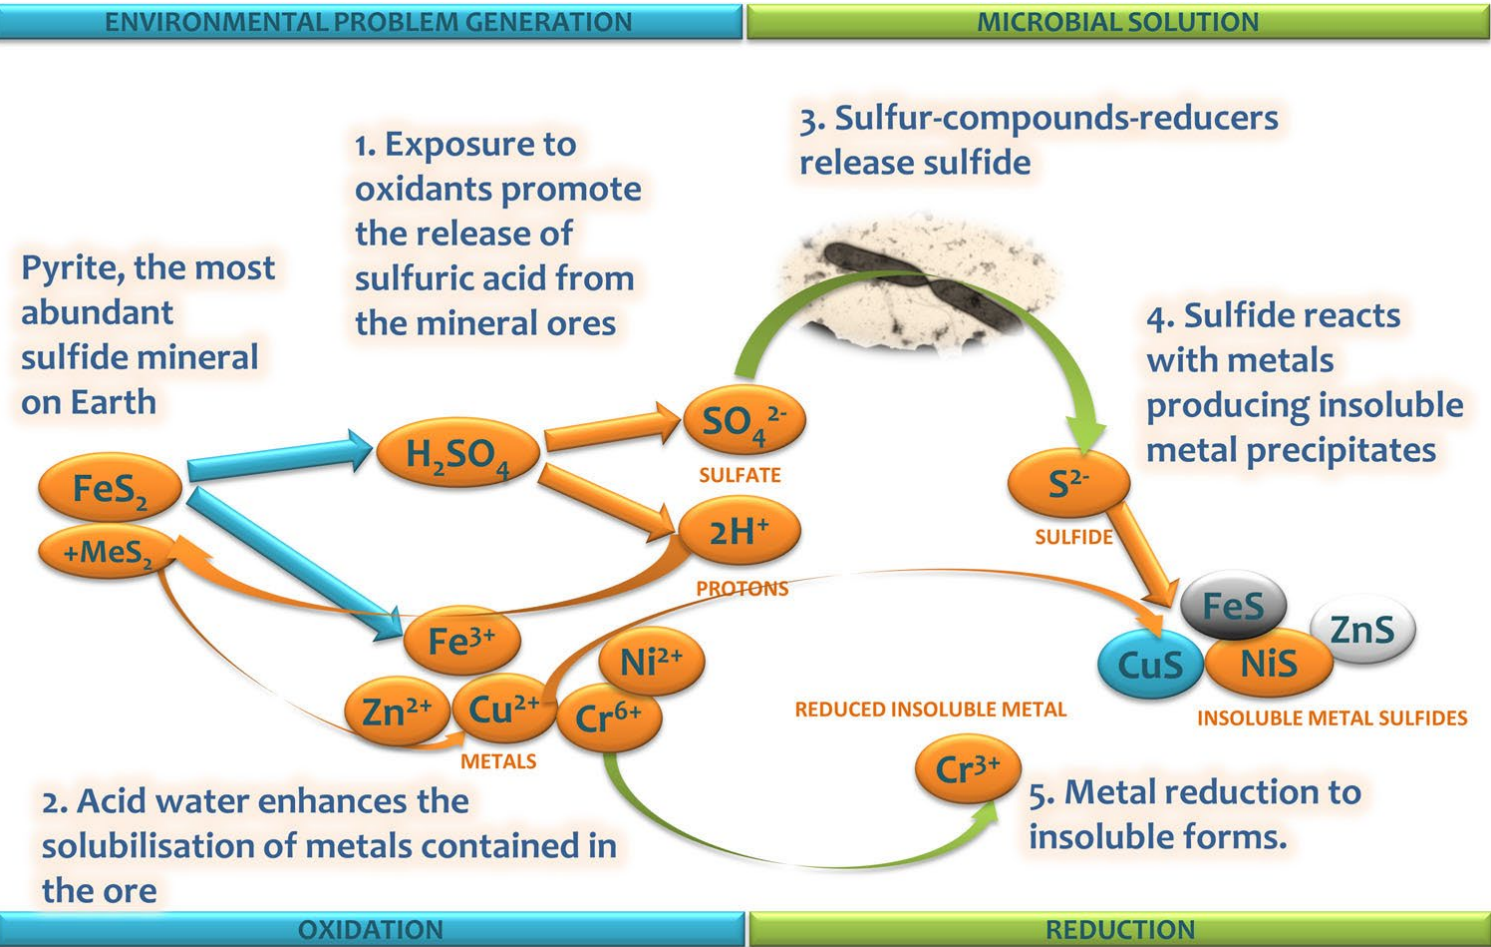 ENVIRONMENTAL PROBLEM GENERATION
MICROBIAL SOLUTION
Pyrite, the most
abundant
sulfide mineral
on Earth
1. Exposure to
oxidants promote
the release of
sulfuric acid from
the mineral ores
3. Sulfur-compounds-reducers
release sulfide
4. Sulfide reacts
with metals
producing insoluble
metal precipitates
FeS₂
+MeS₂
H₂SO₄
SO₄²⁻
SULFATE
2H⁺
PROTONS
S²⁻
SULFIDE
Fe³⁺
Ni²⁺
Zn²⁺
Cu²⁺
Cr⁶⁺
METALS
FeS
ZnS
CuS
NiS
INSOLUBLE METAL SULFIDES
REDUCED INSOLUBLE METAL
Cr³⁺
2. Acid water enhances the
solubilisation of metals contained in
the ore
5. Metal reduction to
insoluble forms.
OXIDATION
REDUCTION